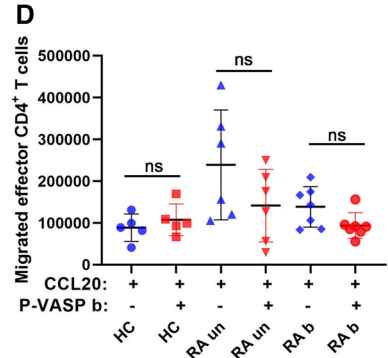 D
Migrated effector CD4+ T cells
500000
400000
300000
200000
100000
0
ns
ns
ns
CCL20: + + + + + +
P-VASP b: - + - + - +
HC HC RA un RA un RA b RA b